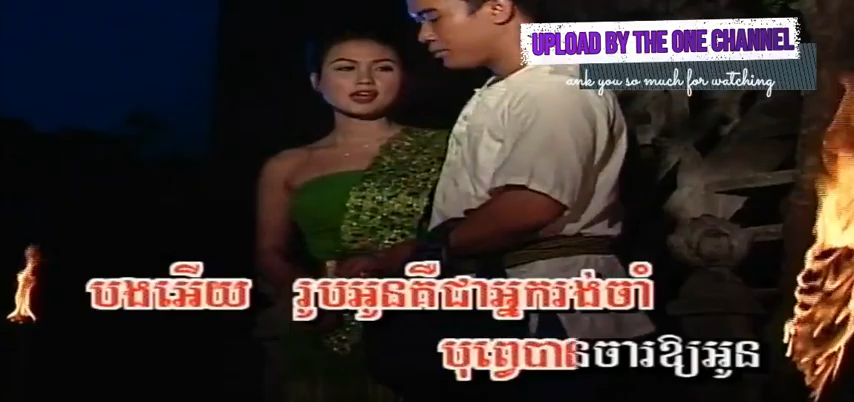 UPLOAD BY THE ONE CHANNEL
ank you so much for watching
បងអើយ រូបអូនគឺជាអ្នករង់ចាំ
បុព្វេបានចារឱ្យអូន